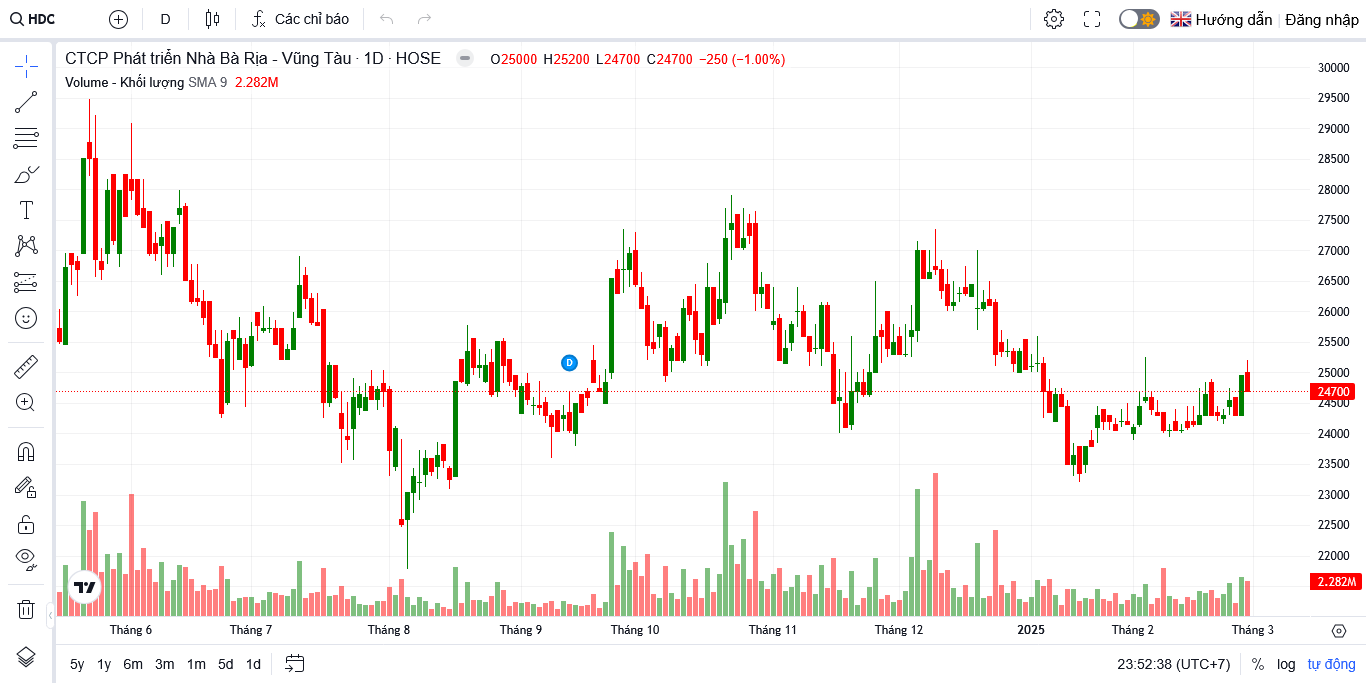 HDC D Các chỉ báo Hướng dẫn Đăng nhập
CTCP Phát triển Nhà Bà Rịa - Vũng Tàu · 1D · HOSE O25000 H25200 L24700 C24700 −250 (−1.00%)
Volume - Khối lượng SMA 9 2.282M
30000
29500
29000
28500
28000
27500
27000
26500
26000
25500
25000
24700
24500
24000
23500
23000
22500
22000
2.282M
D
Tháng 6 Tháng 7 Tháng 8 Tháng 9 Tháng 10 Tháng 11 Tháng 12 2025 Tháng 2 Tháng 3
5y 1y 6m 3m 1m 5d 1d 23:52:38 (UTC+7) % log tự động